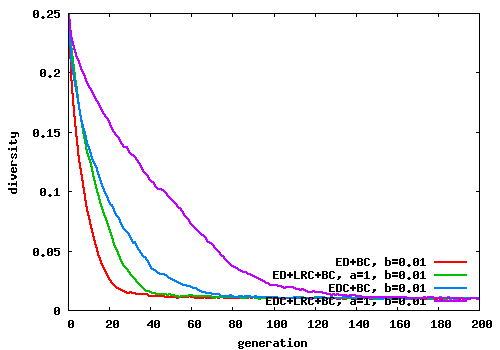 0.25
0.2
0.15
0.1
0.05
0
diversity
ED+BC, b=0.01
ED+LRC+BC, a=1, b=0.01
EDC+BC, b=0.01
EDC+LRC+BC, a=1, b=0.01
0 20 40 60 80 100 120 140 160 180 200
generation